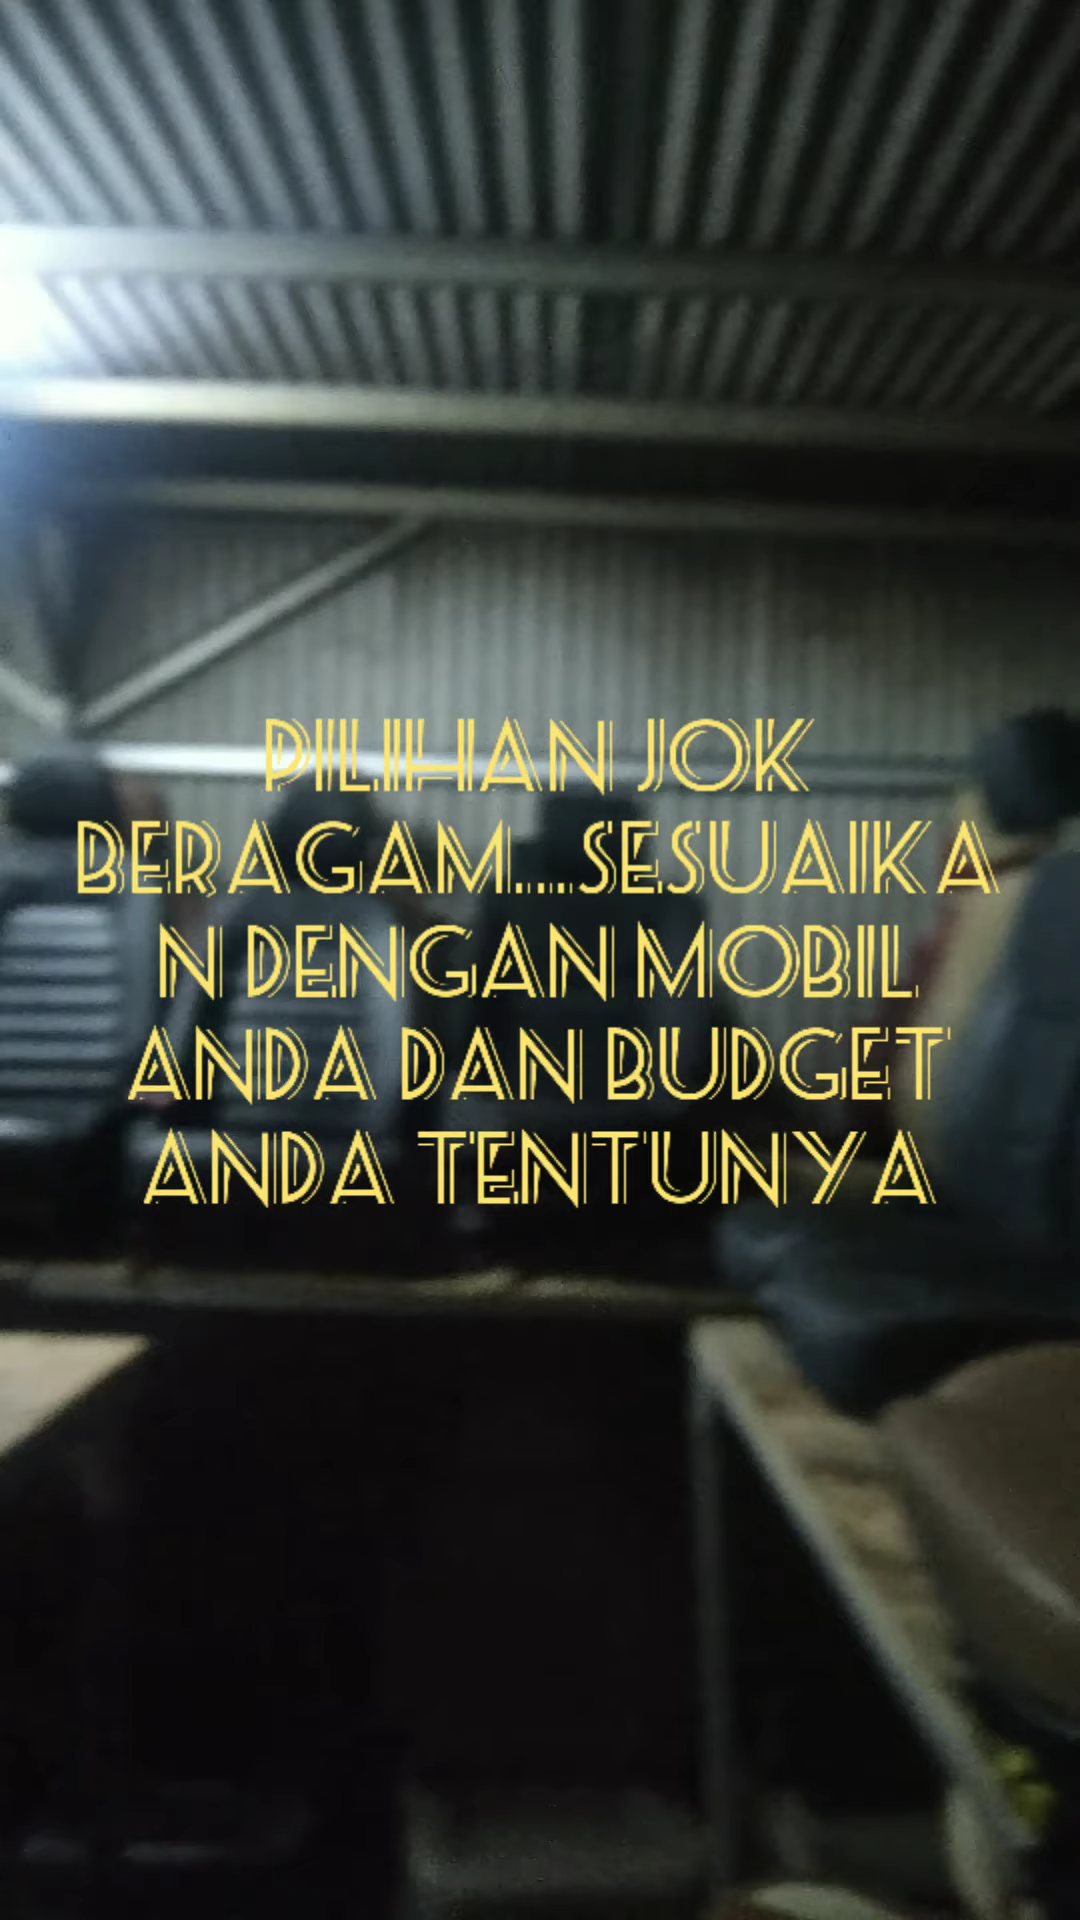 PILIHAN JOK
BERAGAM....SESUAIKA
N DENGAN MOBIL
ANDA DAN BUDGET
ANDA TENTUNYA